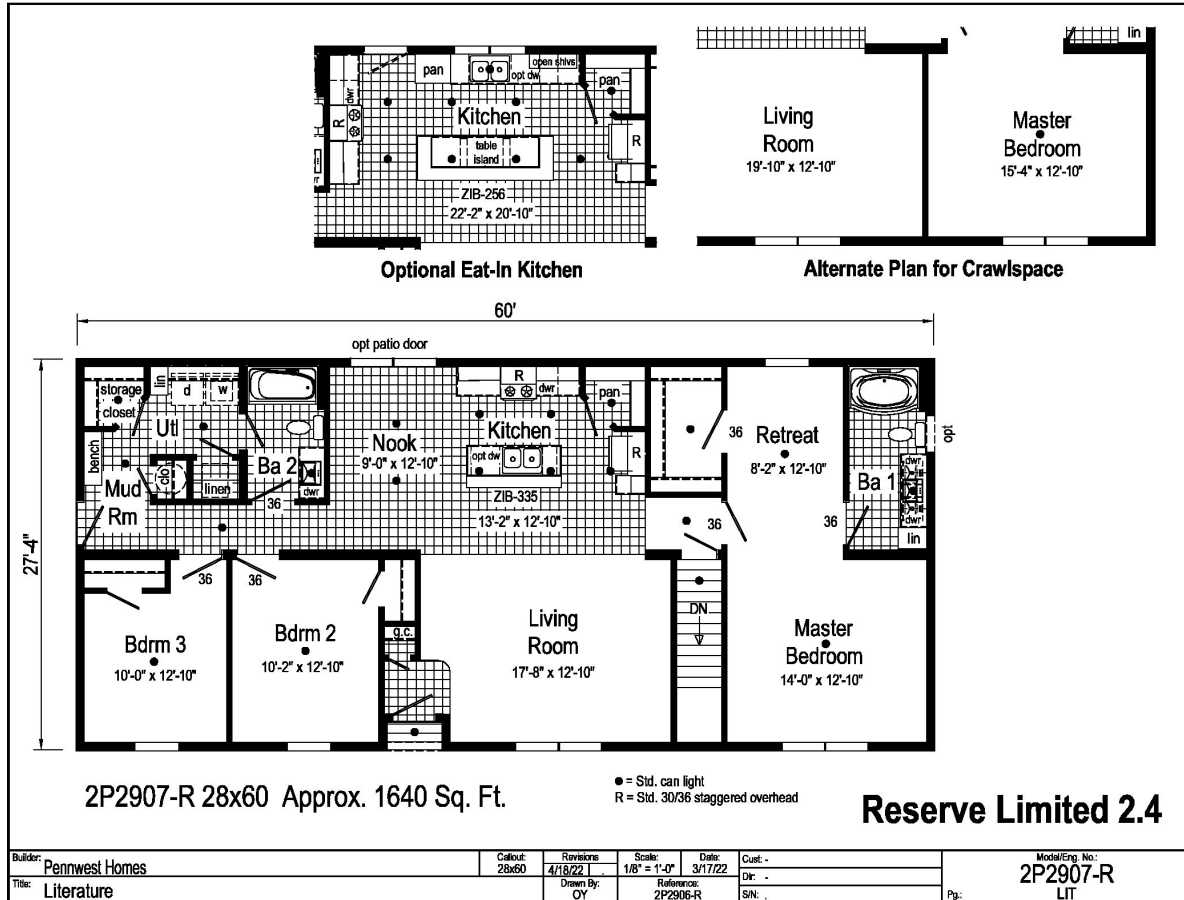 pan
opt dw
open shlvs
pan
dwr
R
Kitchen
R
table
island
ZIB-256
22'-2" x 20'-10"
Optional Eat-In Kitchen
lin
Living
Room
19'-10" x 12'-10"
Master
Bedroom
15'-4" x 12'-10"
Alternate Plan for Crawlspace
60'
27'-4"
opt patio door
storage
closet
lin
d
w
Utl
bench
Mud
Rm
clo
linen
Ba 2
dwr
36
Nook
9'-0" x 12'-10"
R
dwr
Kitchen
opt dw
ZIB-335
13'-2" x 12'-10"
pan
R
36
Retreat
8'-2" x 12'-10"
36
36
Ba 1
opt
dwr
dwr
lin
36
36
Bdrm 3
10'-0" x 12'-10"
Bdrm 2
10'-2" x 12'-10"
g.c.
Living
Room
17'-8" x 12'-10"
DN
Master
Bedroom
14'-0" x 12'-10"
2P2907-R 28x60 Approx. 1640 Sq. Ft.
● = Std. can light
R = Std. 30/36 staggered overhead
Reserve Limited 2.4
Builder: Pennwest Homes
Title: Literature
Callout:
28x60
Revisions
4/18/22
Scale:
1/8" = 1'-0"
Date:
3/17/22
Drawn By:
OY
Reference:
2P2906-R
Cust: -
Dlr: -
S/N: .
Model/Eng. No.:
2P2907-R
Pg.: LIT